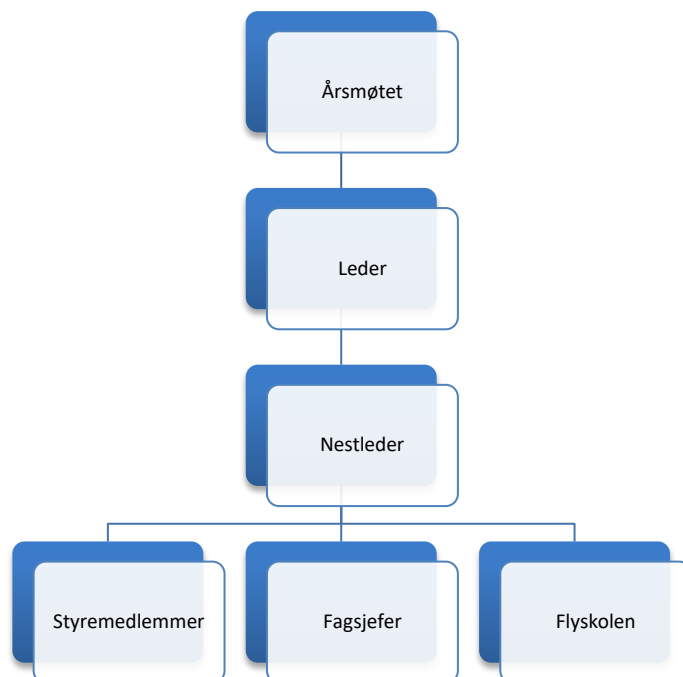 Årsmøtet
Leder
Nestleder
Styremedlemmer
Fagsjefer
Flyskolen